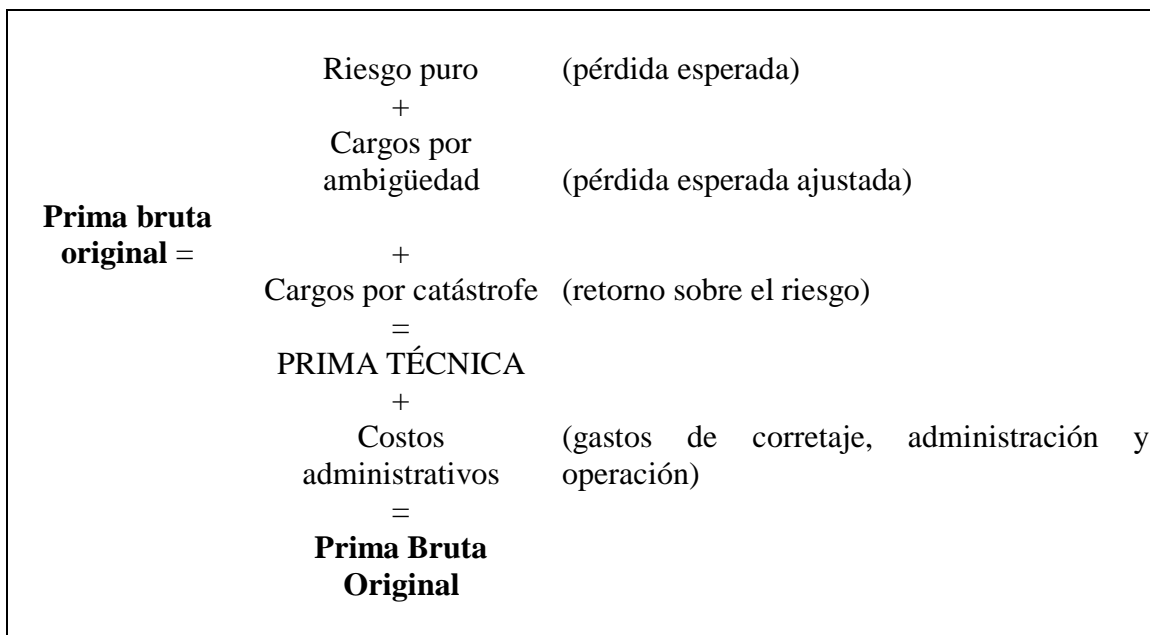 Riesgo puro (pérdida esperada)
+
Cargos por
ambigüedad (pérdida esperada ajustada)
Prima bruta
original = +
Cargos por catástrofe (retorno sobre el riesgo)
=
PRIMA TÉCNICA
+
Costos (gastos de corretaje, administración y
administrativos operación)
=
Prima Bruta
Original